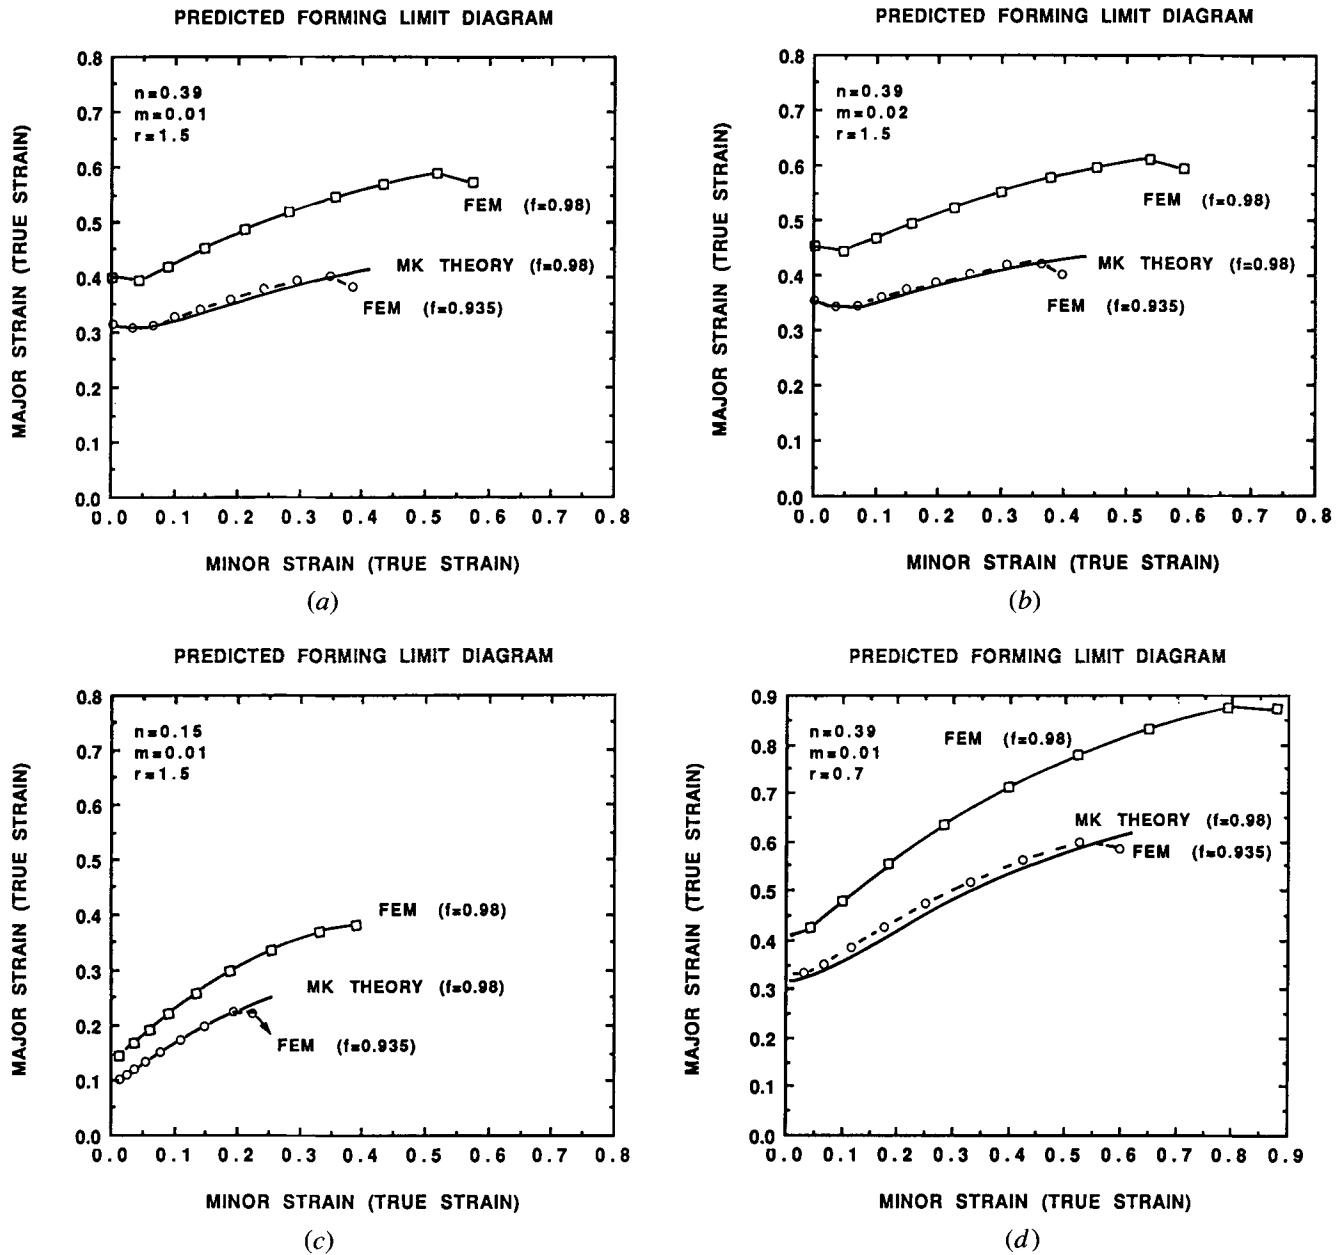 PREDICTED FORMING LIMIT DIAGRAM
0.8
0.7
0.6
0.5
0.4
0.3
0.2
0.1
0.0
n=0.39
m=0.01
r=1.5
FEM (f=0.98)
MK THEORY (f=0.98)
FEM (f=0.935)
MAJOR STRAIN (TRUE STRAIN)
0.0 0.1 0.2 0.3 0.4 0.5 0.6 0.7 0.8
MINOR STRAIN (TRUE STRAIN)
(a)
PREDICTED FORMING LIMIT DIAGRAM
0.8
0.7
0.6
0.5
0.4
0.3
0.2
0.1
0.0
n=0.39
m=0.02
r=1.5
FEM (f=0.98)
MK THEORY (f=0.98)
FEM (f=0.935)
MAJOR STRAIN (TRUE STRAIN)
0.0 0.1 0.2 0.3 0.4 0.5 0.6 0.7 0.8
MINOR STRAIN (TRUE STRAIN)
(b)
PREDICTED FORMING LIMIT DIAGRAM
0.8
0.7
0.6
0.5
0.4
0.3
0.2
0.1
0.0
n=0.15
m=0.01
r=1.5
FEM (f=0.98)
MK THEORY (f=0.98)
FEM (f=0.935)
MAJOR STRAIN (TRUE STRAIN)
0.0 0.1 0.2 0.3 0.4 0.5 0.6 0.7 0.8
MINOR STRAIN (TRUE STRAIN)
(c)
PREDICTED FORMING LIMIT DIAGRAM
0.9
0.8
0.7
0.6
0.5
0.4
0.3
0.2
0.1
0.0
n=0.39
m=0.01
r=0.7
FEM (f=0.98)
MK THEORY (f=0.98)
FEM (f=0.935)
MAJOR STRAIN (TRUE STRAIN)
0.0 0.1 0.2 0.3 0.4 0.5 0.6 0.7 0.8 0.9
MINOR STRAIN (TRUE STRAIN)
(d)